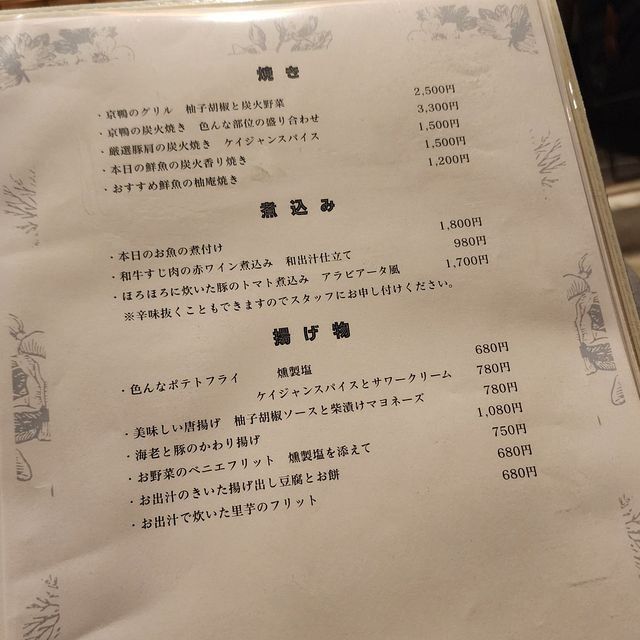 焼き
・京鴨のグリル　柚子胡椒と炭火野菜　2,500円
・京鴨の炭火焼き　色んな部位の盛り合わせ　3,300円
・厳選豚肩の炭火焼き　ケイジャンスパイス　1,500円
・本日の鮮魚の炭火香り焼き　1,500円
・おすすめ鮮魚の柚庵焼き　1,200円
煮込み
・本日のお魚の煮付け　1,800円
・和牛すじ肉の赤ワイン煮込み　和出汁仕立て　980円
・ほろほろに炊いた豚のトマト煮込み　アラビアータ風　1,700円
※辛味抜くこともできますのでスタッフにお申し付けください。
揚げ物
・色んなポテトフライ　燻製塩　680円
ケイジャンスパイスとサワークリーム　780円
・美味しい唐揚げ　柚子胡椒ソースと柴漬けマヨネーズ　780円
・海老と豚のかわり揚げ　1,080円
・お野菜のベニエフリット　燻製塩を添えて　750円
・お出汁のきいた揚げ出し豆腐とお餅　680円
・お出汁で炊いた里芋のフリット　680円